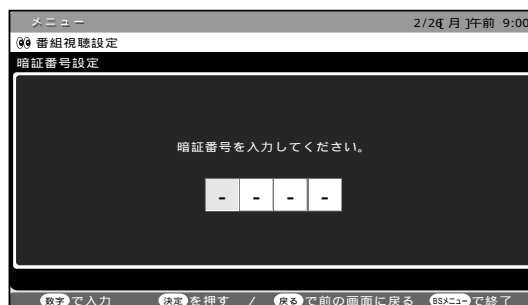 メニュー 2/26[月]午前 9:00
番組視聴設定
暗証番号設定
暗証番号を入力してください。
- - - -
数字で入力 決定を押す / 戻るで前の画面に戻る BSメニューで終了